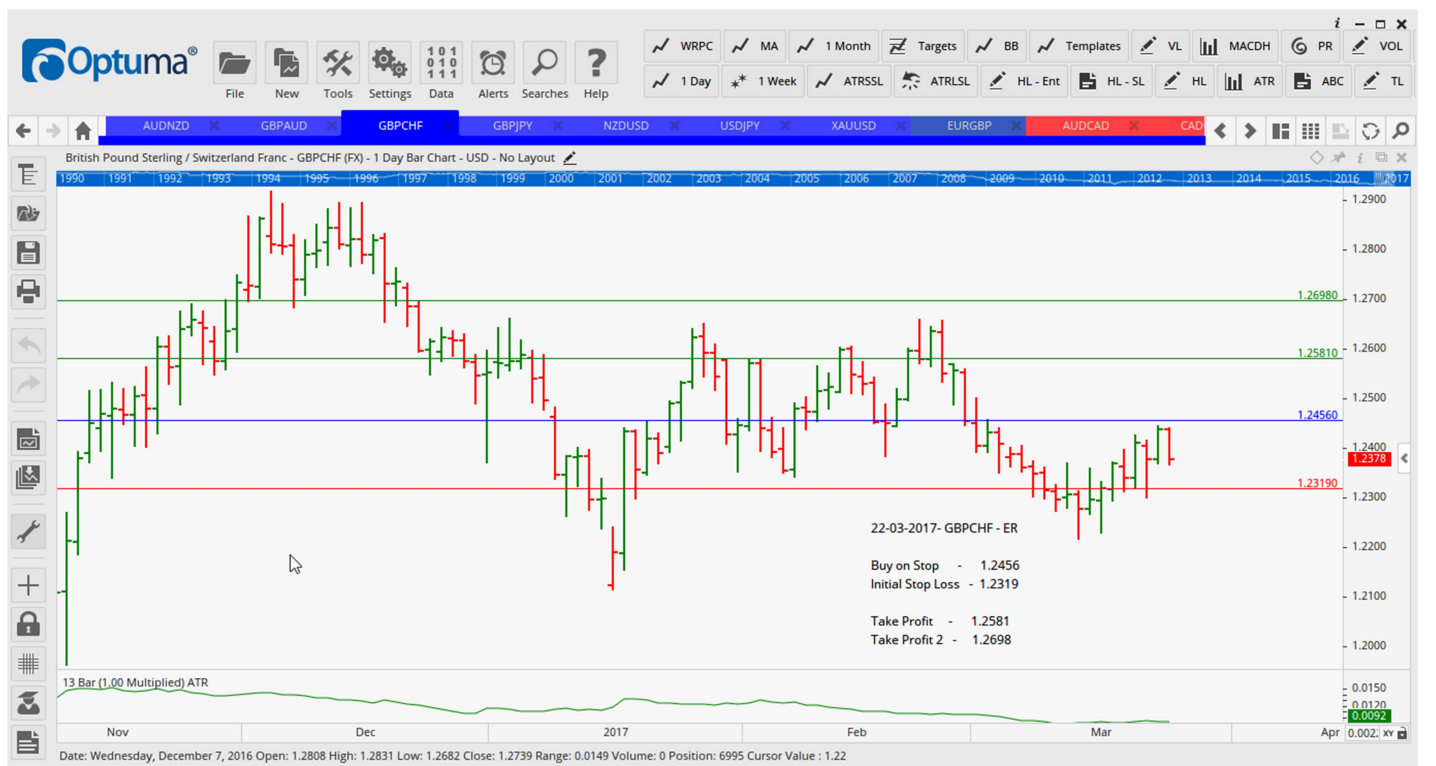 i
Optuma®
File
New
Tools
Settings
101
010
111
Data
Alerts
Searches
?
Help
WRPC
MA
1 Month
Targets
BB
Templates
VL
MACDH
PR
VOL
1 Day
1 Week
ATRSSL
ATRLSL
HL - Ent
HL - SL
HL
ATR
ABC
TL
AUDNZD
GBPAUD
GBPCHF
GBPJPY
NZDUSD
USDJPY
XAUUSD
EURGBP
AUDCAD
CAD
British Pound Sterling / Switzerland Franc - GBPCHF (FX) - 1 Day Bar Chart - USD - No Layout
i
1990 1991 1992 1993 1994 1995 1996 1997 1998 1999 2000 2001 2002 2003 2004 2005 2006 2007 2008 2009 2010 2011 2012 2013 2014 2015 2016 2017
1.2900
1.2800
1.26980
1.2700
1.25810
1.2600
1.2500
1.24560
1.2400
1.2378
1.23190
1.2300
1.2200
1.2100
1.2000
22-03-2017- GBPCHF - ER
Buy on Stop - 1.2456
Initial Stop Loss - 1.2319
Take Profit - 1.2581
Take Profit 2 - 1.2698
13 Bar (1.00 Multiplied) ATR
0.0150
0.0120
0.0092
Nov Dec 2017 Feb Mar Apr
0.002: XY
Date: Wednesday, December 7, 2016 Open: 1.2808 High: 1.2831 Low: 1.2682 Close: 1.2739 Range: 0.0149 Volume: 0 Position: 6995 Cursor Value : 1.22